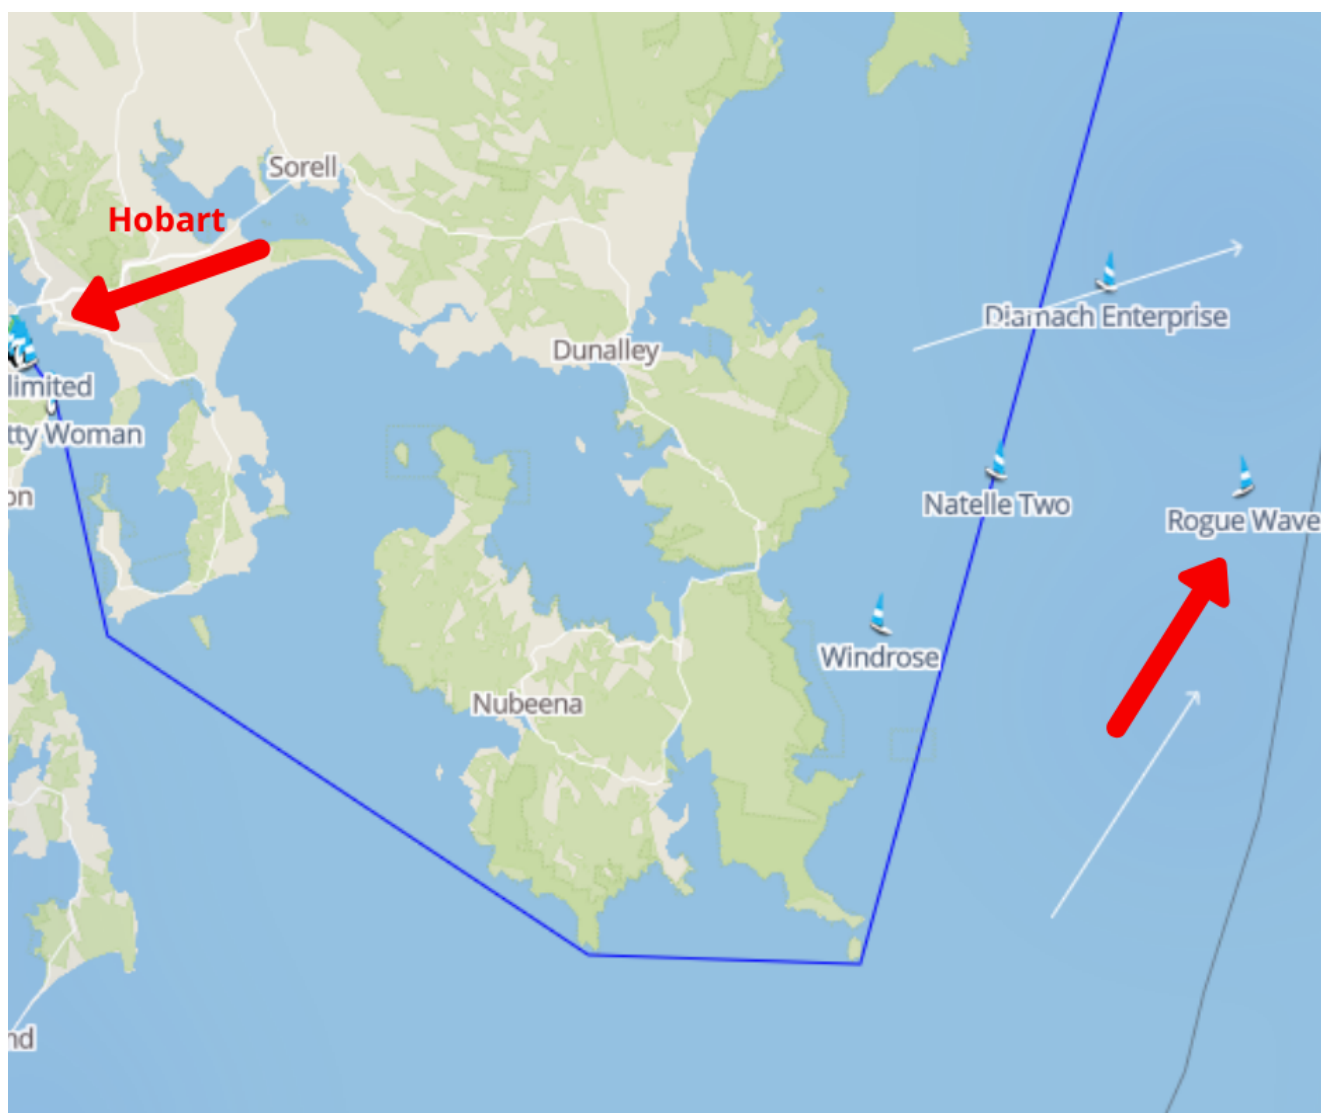 Sorell
Hobart
Diamach Enterprise
Dunalley
limited
tty Woman
on
Natelle Two
Rogue Wave
Windrose
Nubeena
nd